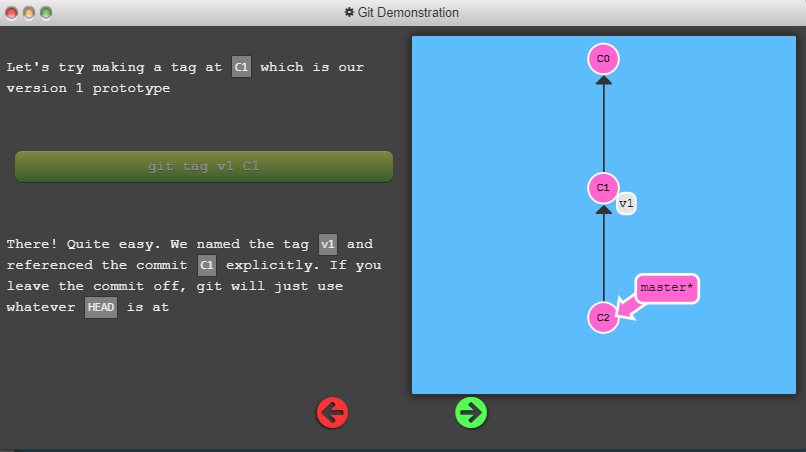 Git Demonstration
Let's try making a tag at C1 which is our
version 1 prototype
git tag v1 C1
There! Quite easy. We named the tag v1 and
referenced the commit C1 explicitly. If you
leave the commit off, git will just use
whatever HEAD is at
C0
C1
v1
master*
C2